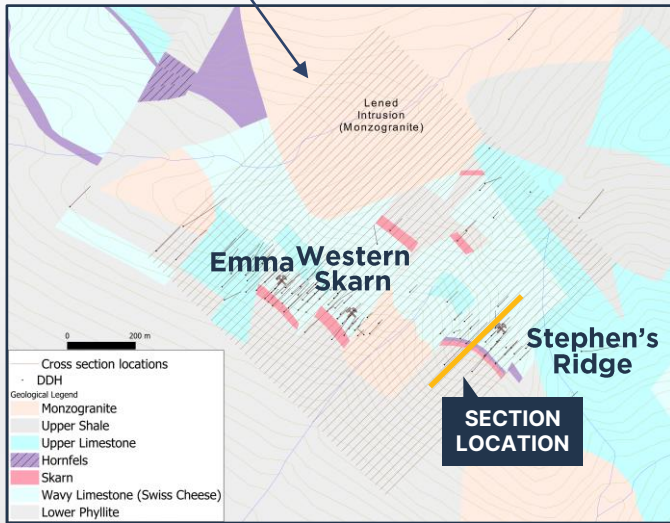 Lened
Intrusion
(Monzogranite)
Emma
Western
Skarn
Stephen's
Ridge
SECTION
LOCATION
0 200 m
Cross section locations
DDH
Geological Legend
Monzogranite
Upper Shale
Upper Limestone
Hornfels
Skarn
Wavy Limestone (Swiss Cheese)
Lower Phyllite